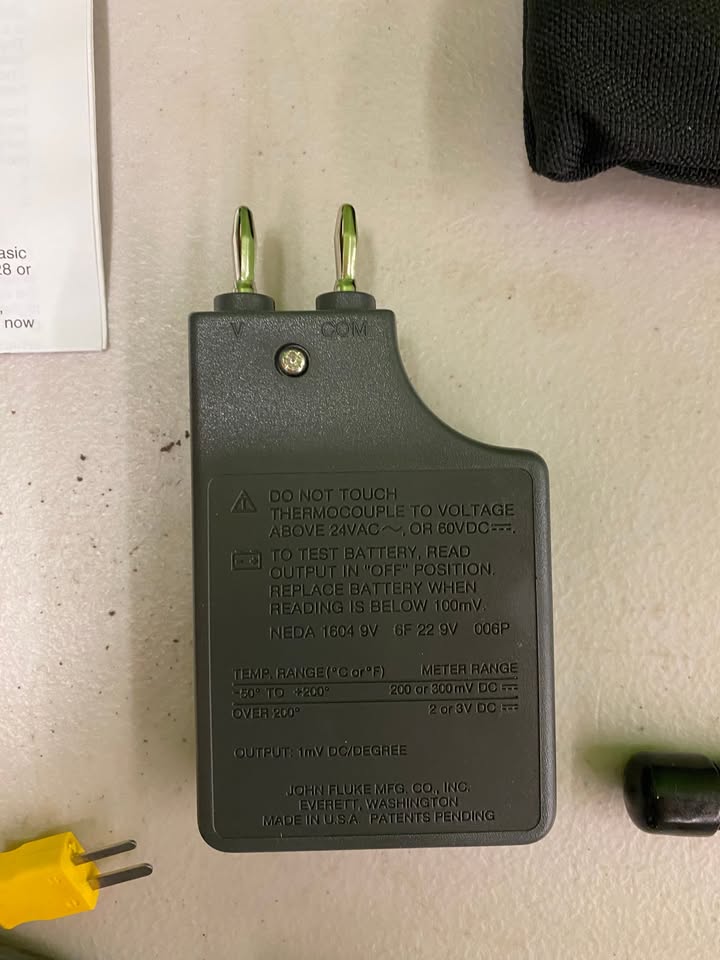 asic
28 or
now
V COM
DO NOT TOUCH
THERMOCOUPLE TO VOLTAGE
ABOVE 24VAC ~, OR 60VDC ⎓.
TO TEST BATTERY, READ
OUTPUT IN "OFF" POSITION.
REPLACE BATTERY WHEN
READING IS BELOW 100mV.
NEDA 1604 9V 6F 22 9V 006P
TEMP. RANGE (°C or °F) METER RANGE
-50° TO +200° 200 or 300mV DC ⎓
OVER 200° 2 or 3V DC ⎓
OUTPUT: 1mV DC/DEGREE
JOHN FLUKE MFG. CO., INC.
EVERETT, WASHINGTON
MADE IN U.S.A PATENTS PENDING